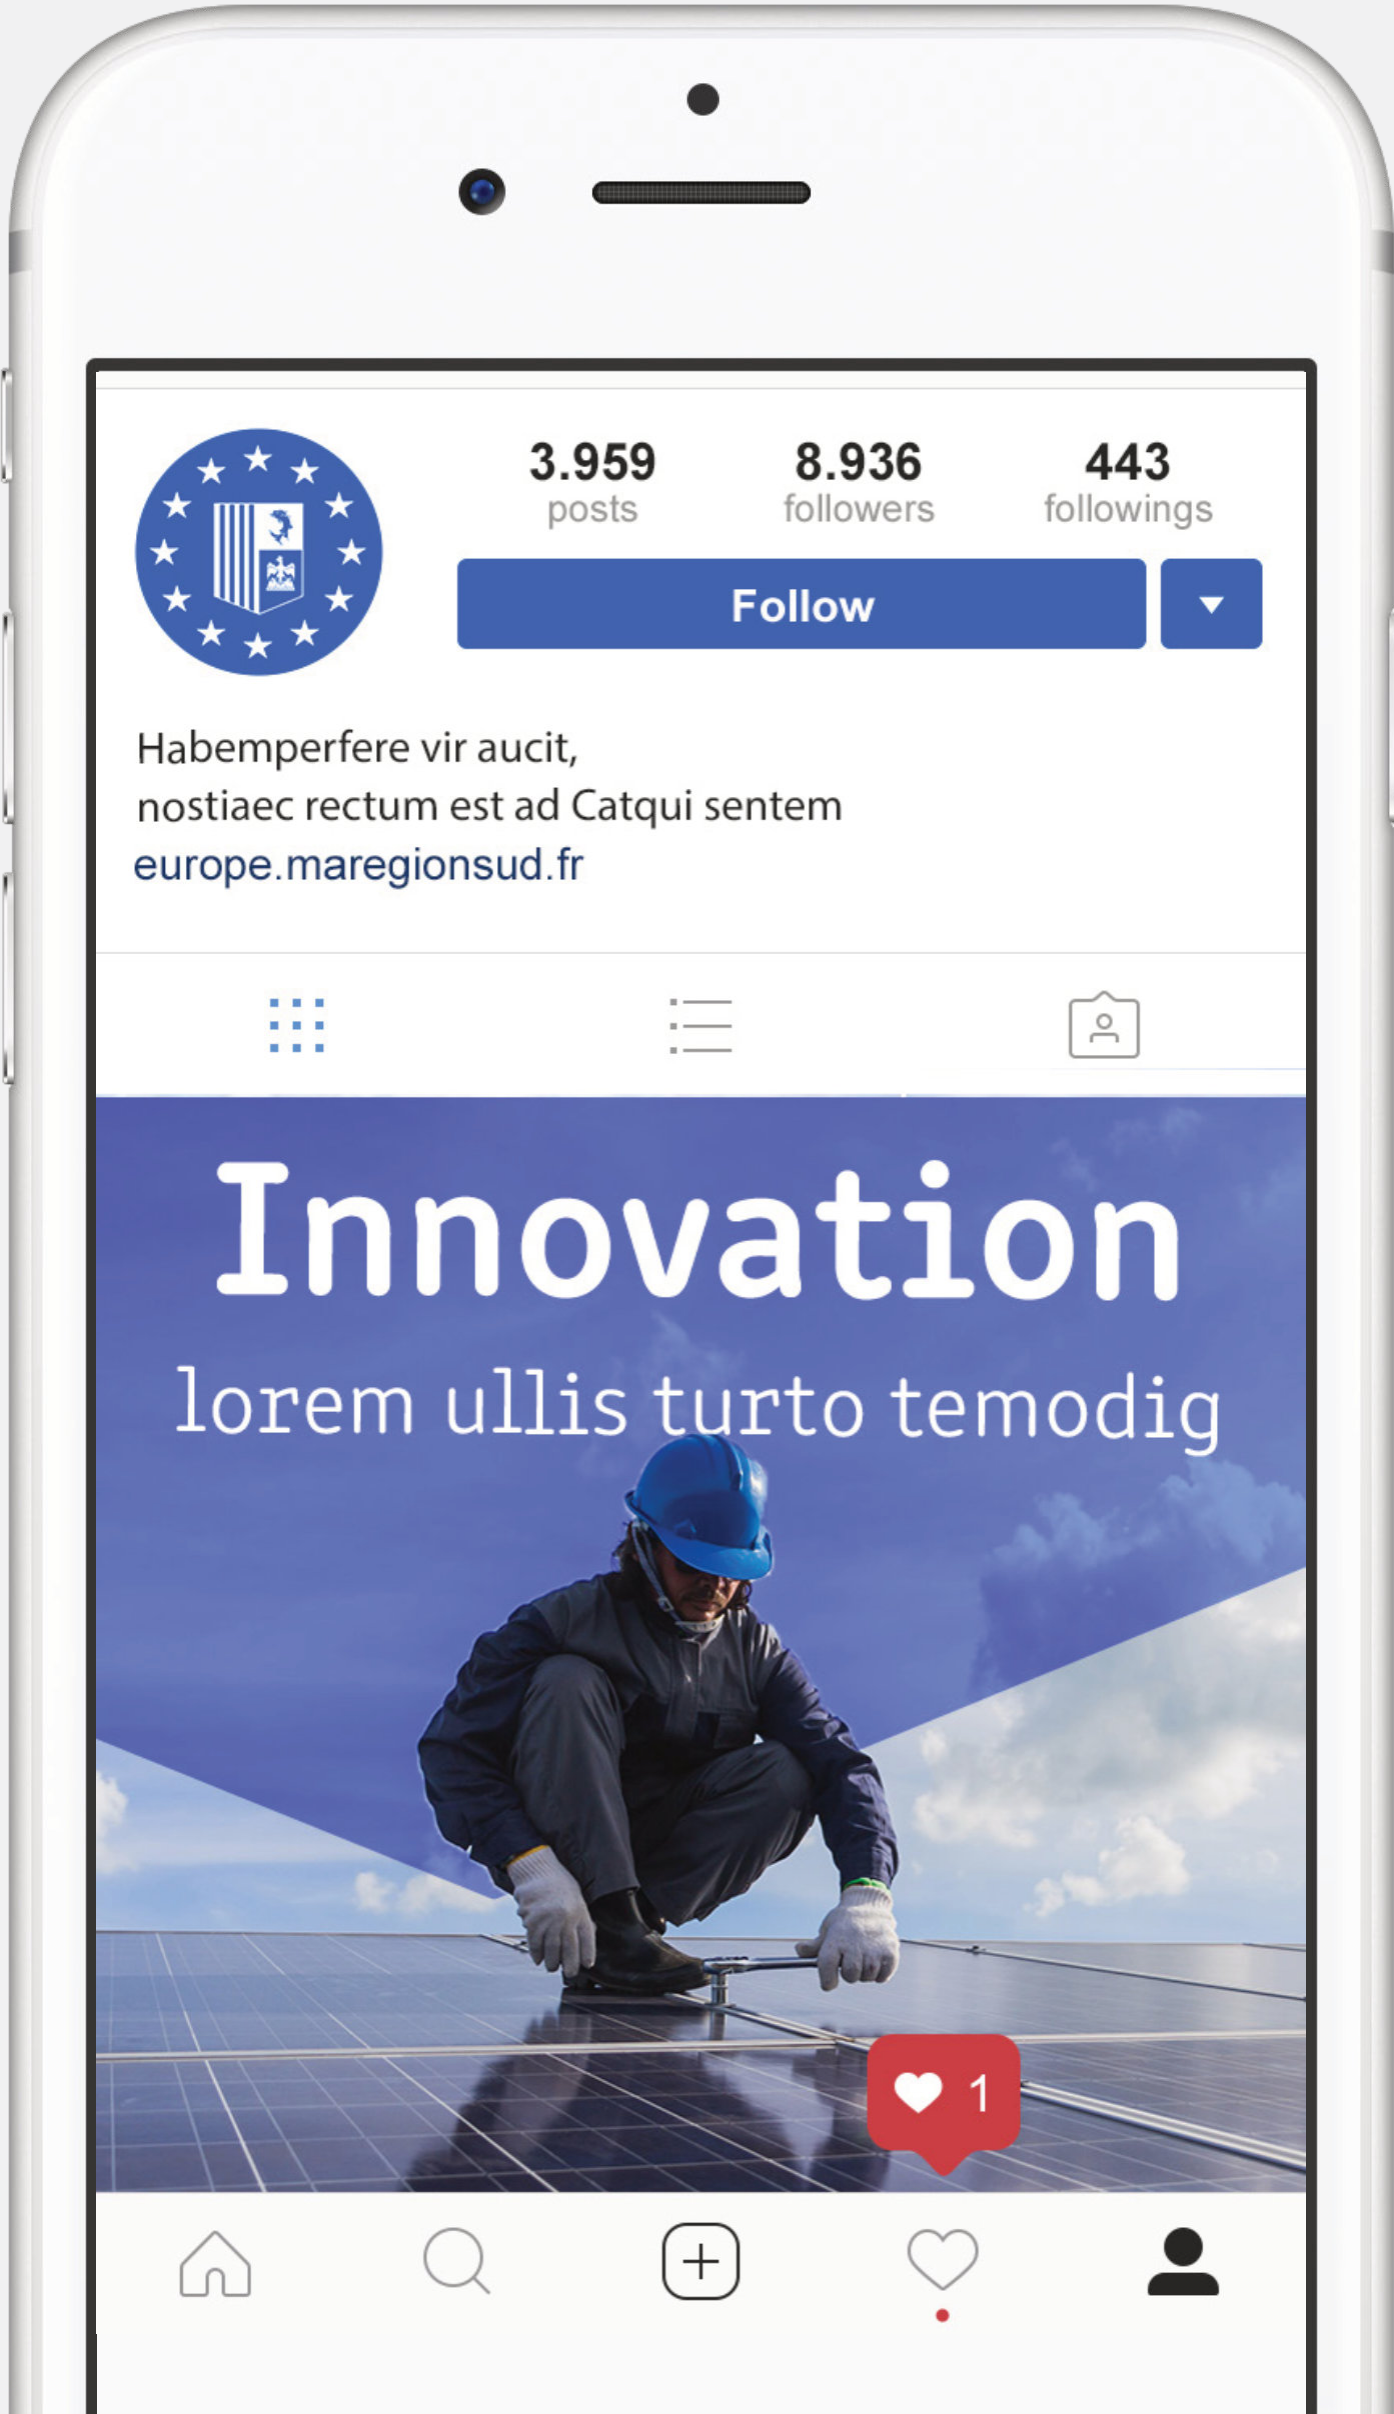 3.959 8.936 443
posts followers followings
Follow
Habemperfere vir aucit,
nostiaec rectum est ad Catqui sentem
europe.maregionsud.fr
Innovation
lorem ullis turto temodig
1